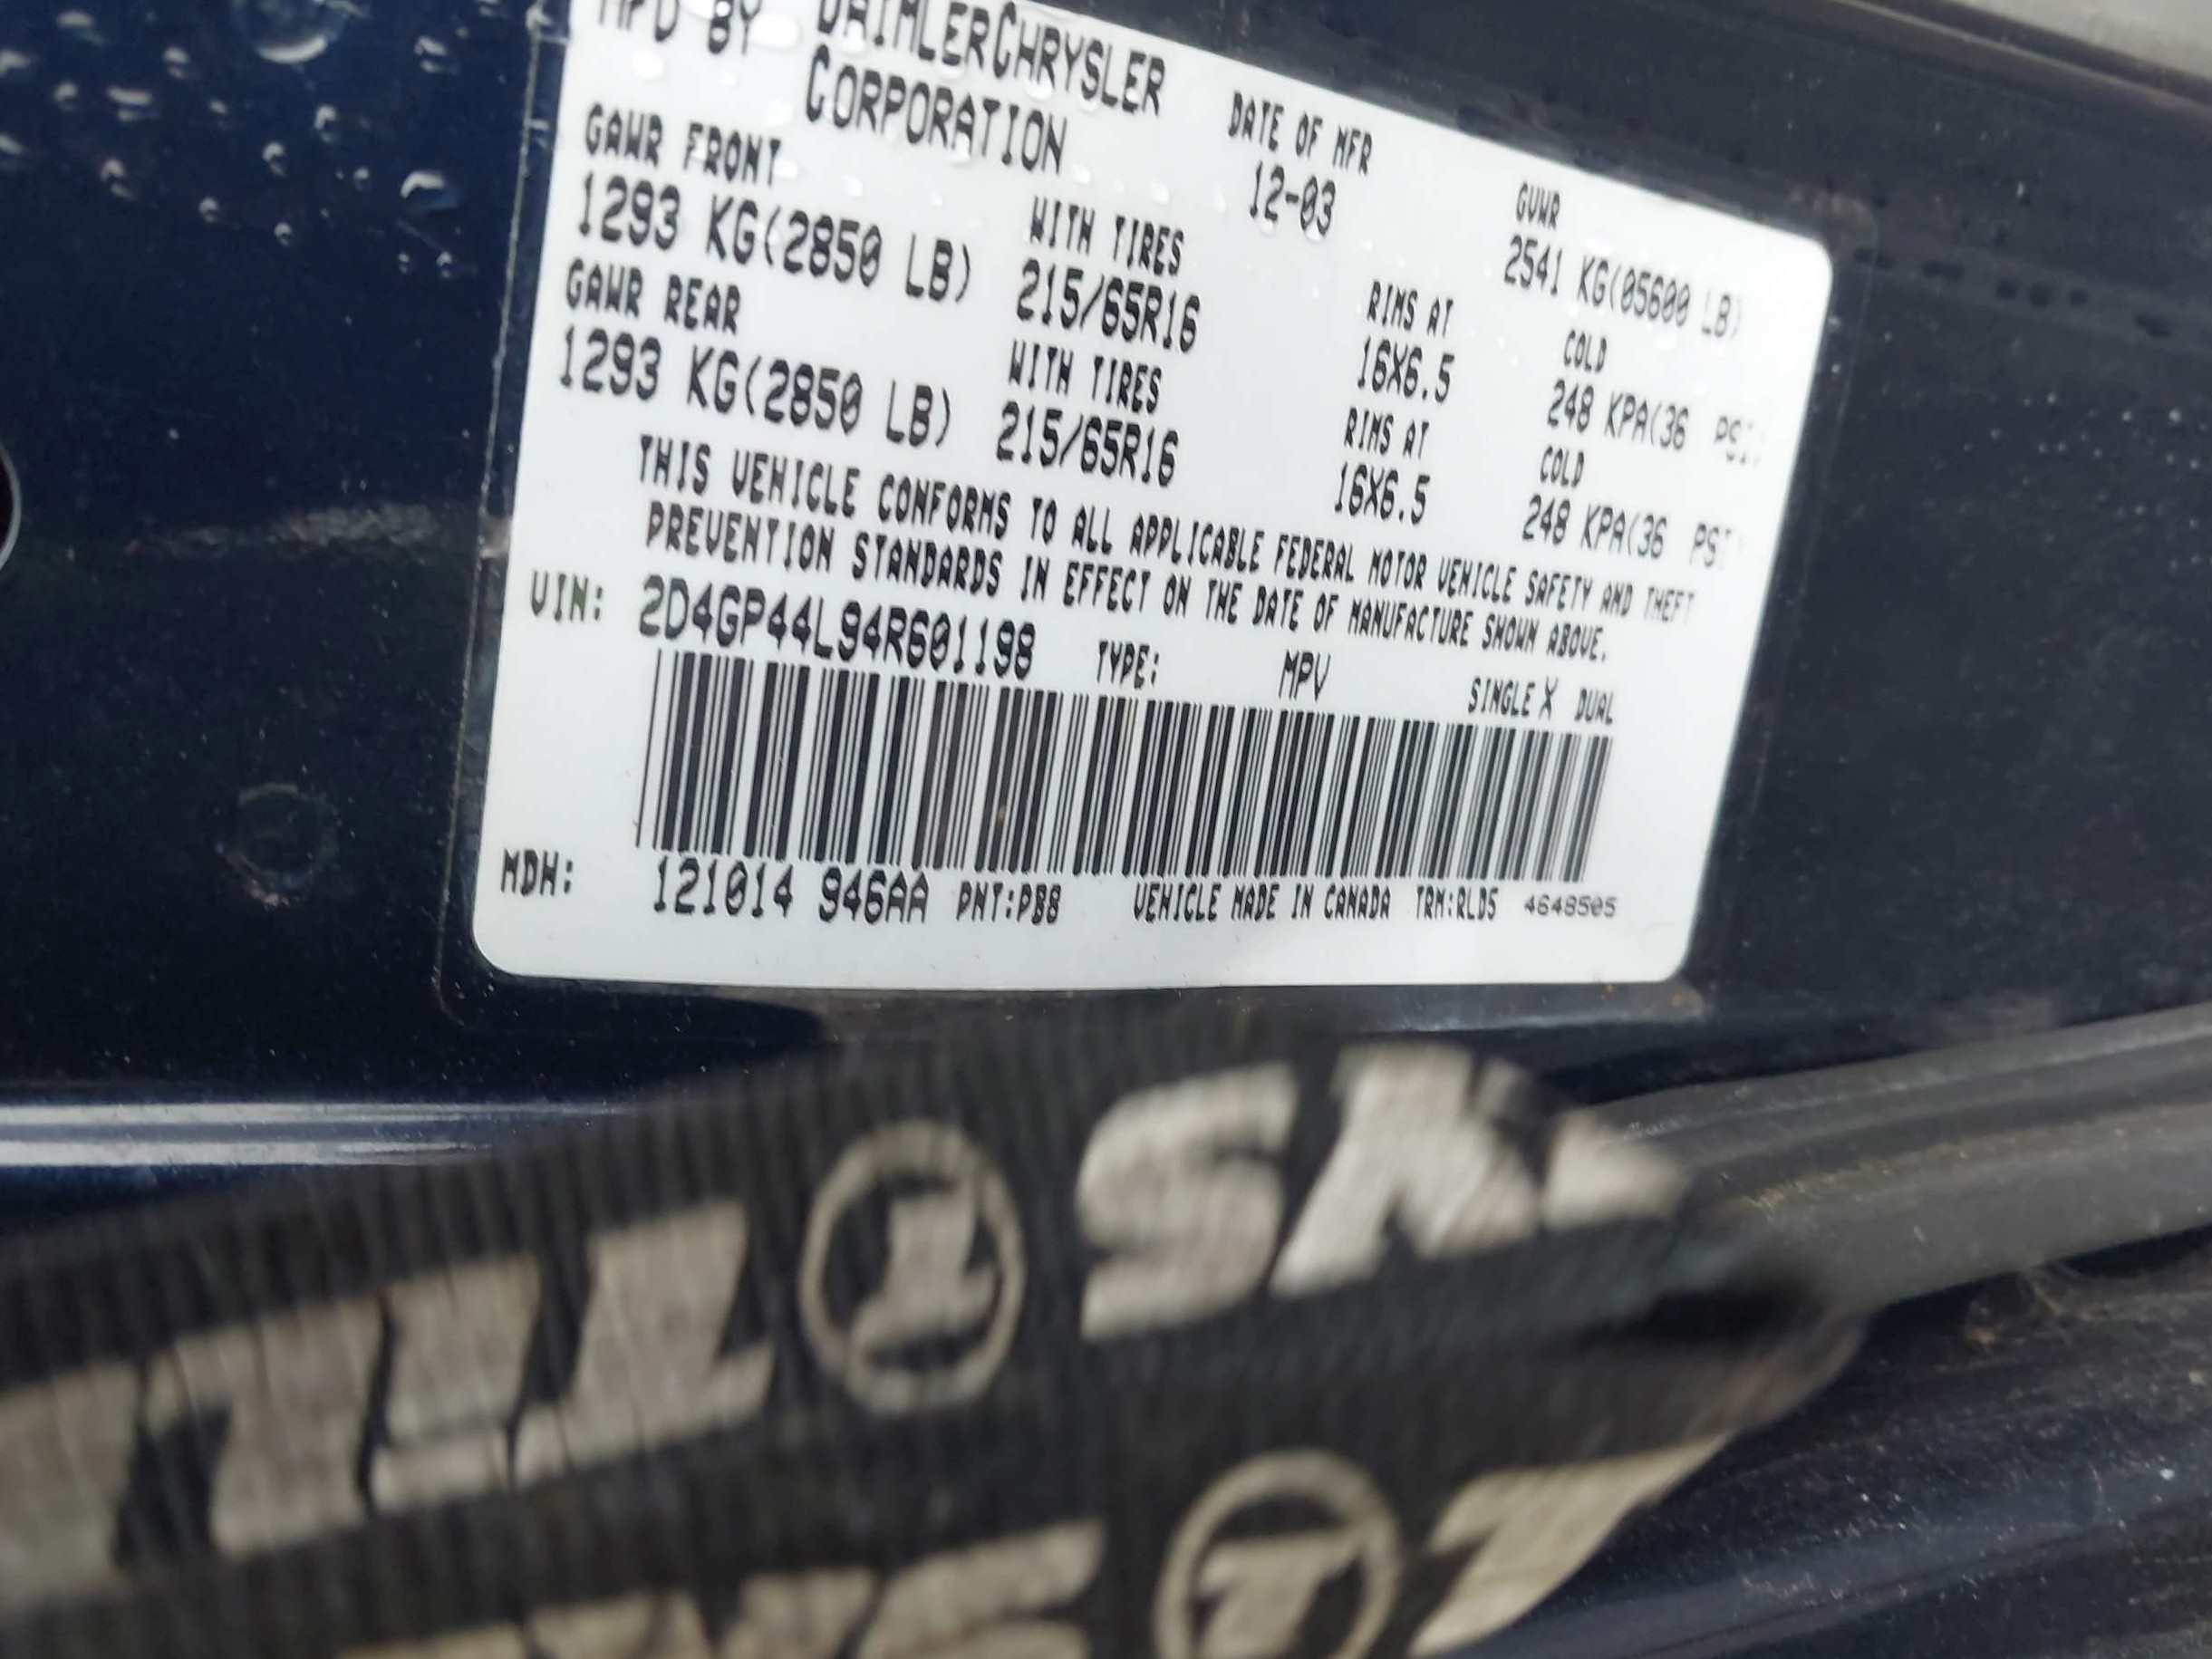 MFD BY DAIMLERCHRYSLER
CORPORATION
DATE OF MFR
12-03
GVWR
2541 KG(05600 LB)
GAWR FRONT
1293 KG(2850 LB)
WITH TIRES
215/65R16
RIMS AT
16X6.5
COLD
248 KPA(36 PSI)
GAWR REAR
1293 KG(2850 LB)
WITH TIRES
215/65R16
RIMS AT
16X6.5
COLD
248 KPA(36 PSI
THIS VEHICLE CONFORMS TO ALL APPLICABLE FEDERAL MOTOR VEHICLE SAFETY AND THEFT
PREVENTION STANDARDS IN EFFECT ON THE DATE OF MANUFACTURE SHOWN ABOVE.
VIN: 2D4GP44L94R601198 TYPE: MPV SINGLE X DUAL
MDH: 121014 946AA PNT:PB8 VEHICLE MADE IN CANADA TRM:RLD5 4648505